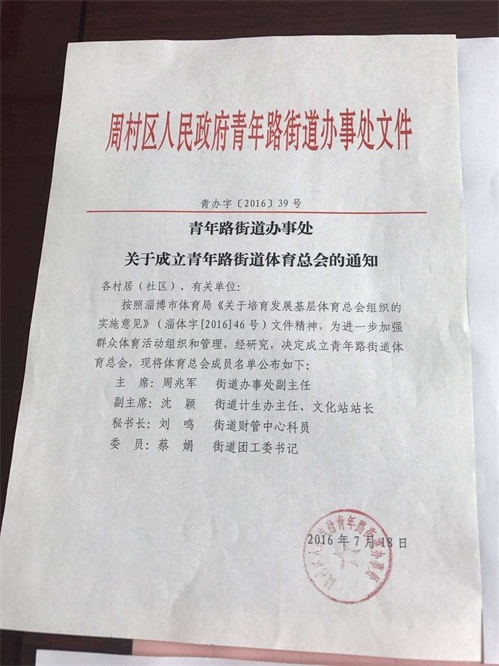 周村区人民政府青年路街道办事处文件
青办字〔2016〕39号
青年路街道办事处
关于成立青年路街道体育总会的通知
各村居(社区)、有关单位:
按照淄博市体育局《关于培育发展基层体育总会组织的
实施意见》(淄体字[2016]46号)文件精神，为进一步加强
群众体育活动组织和管理，经研究，决定成立青年路街道体
育总会，现将体育总会成员名单公布如下:
主 席:周兆军 街道办事处副主任
副主席:沈 颖 街道计生办主任、文化站站长
秘书长:刘 鸣 街道财管中心科员
委 员:蔡 娟 街道团工委书记
2016年7月18日